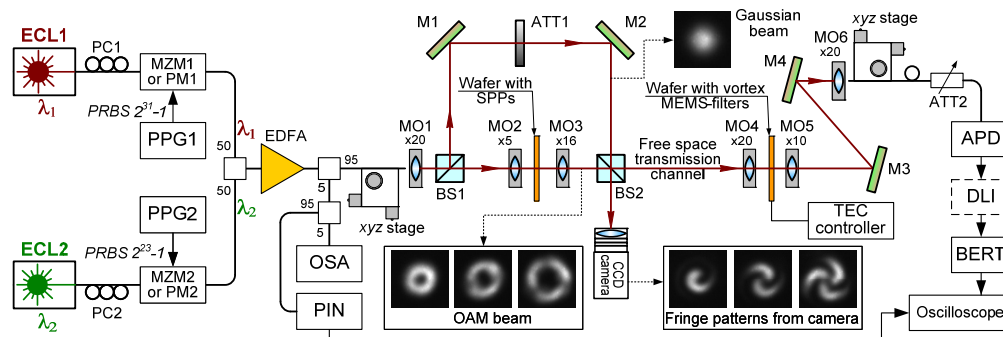 ECL1
λ1
PC1
MZM1
or PM1
PRBS 2^31-1
PPG1
50
50
λ1
λ2
PPG2
PRBS 2^23-1
ECL2
λ2
PC2
MZM2
or PM2
EDFA
95
5
95
5
xyz stage
OSA
PIN
MO1
x20
BS1
M1
ATT1
M2
Wafer with
SPPs
MO2
x5
MO3
x16
BS2
Gaussian
beam
Wafer with vortex
MEMS-filters
Free space
transmission
channel
MO4
x20
MO5
x10
M4
M3
MO6
x20
xyz stage
ATT2
APD
DLI
BERT
Oscilloscope
TEC
controller
CCD
camera
OAM beam
Fringe patterns from camera